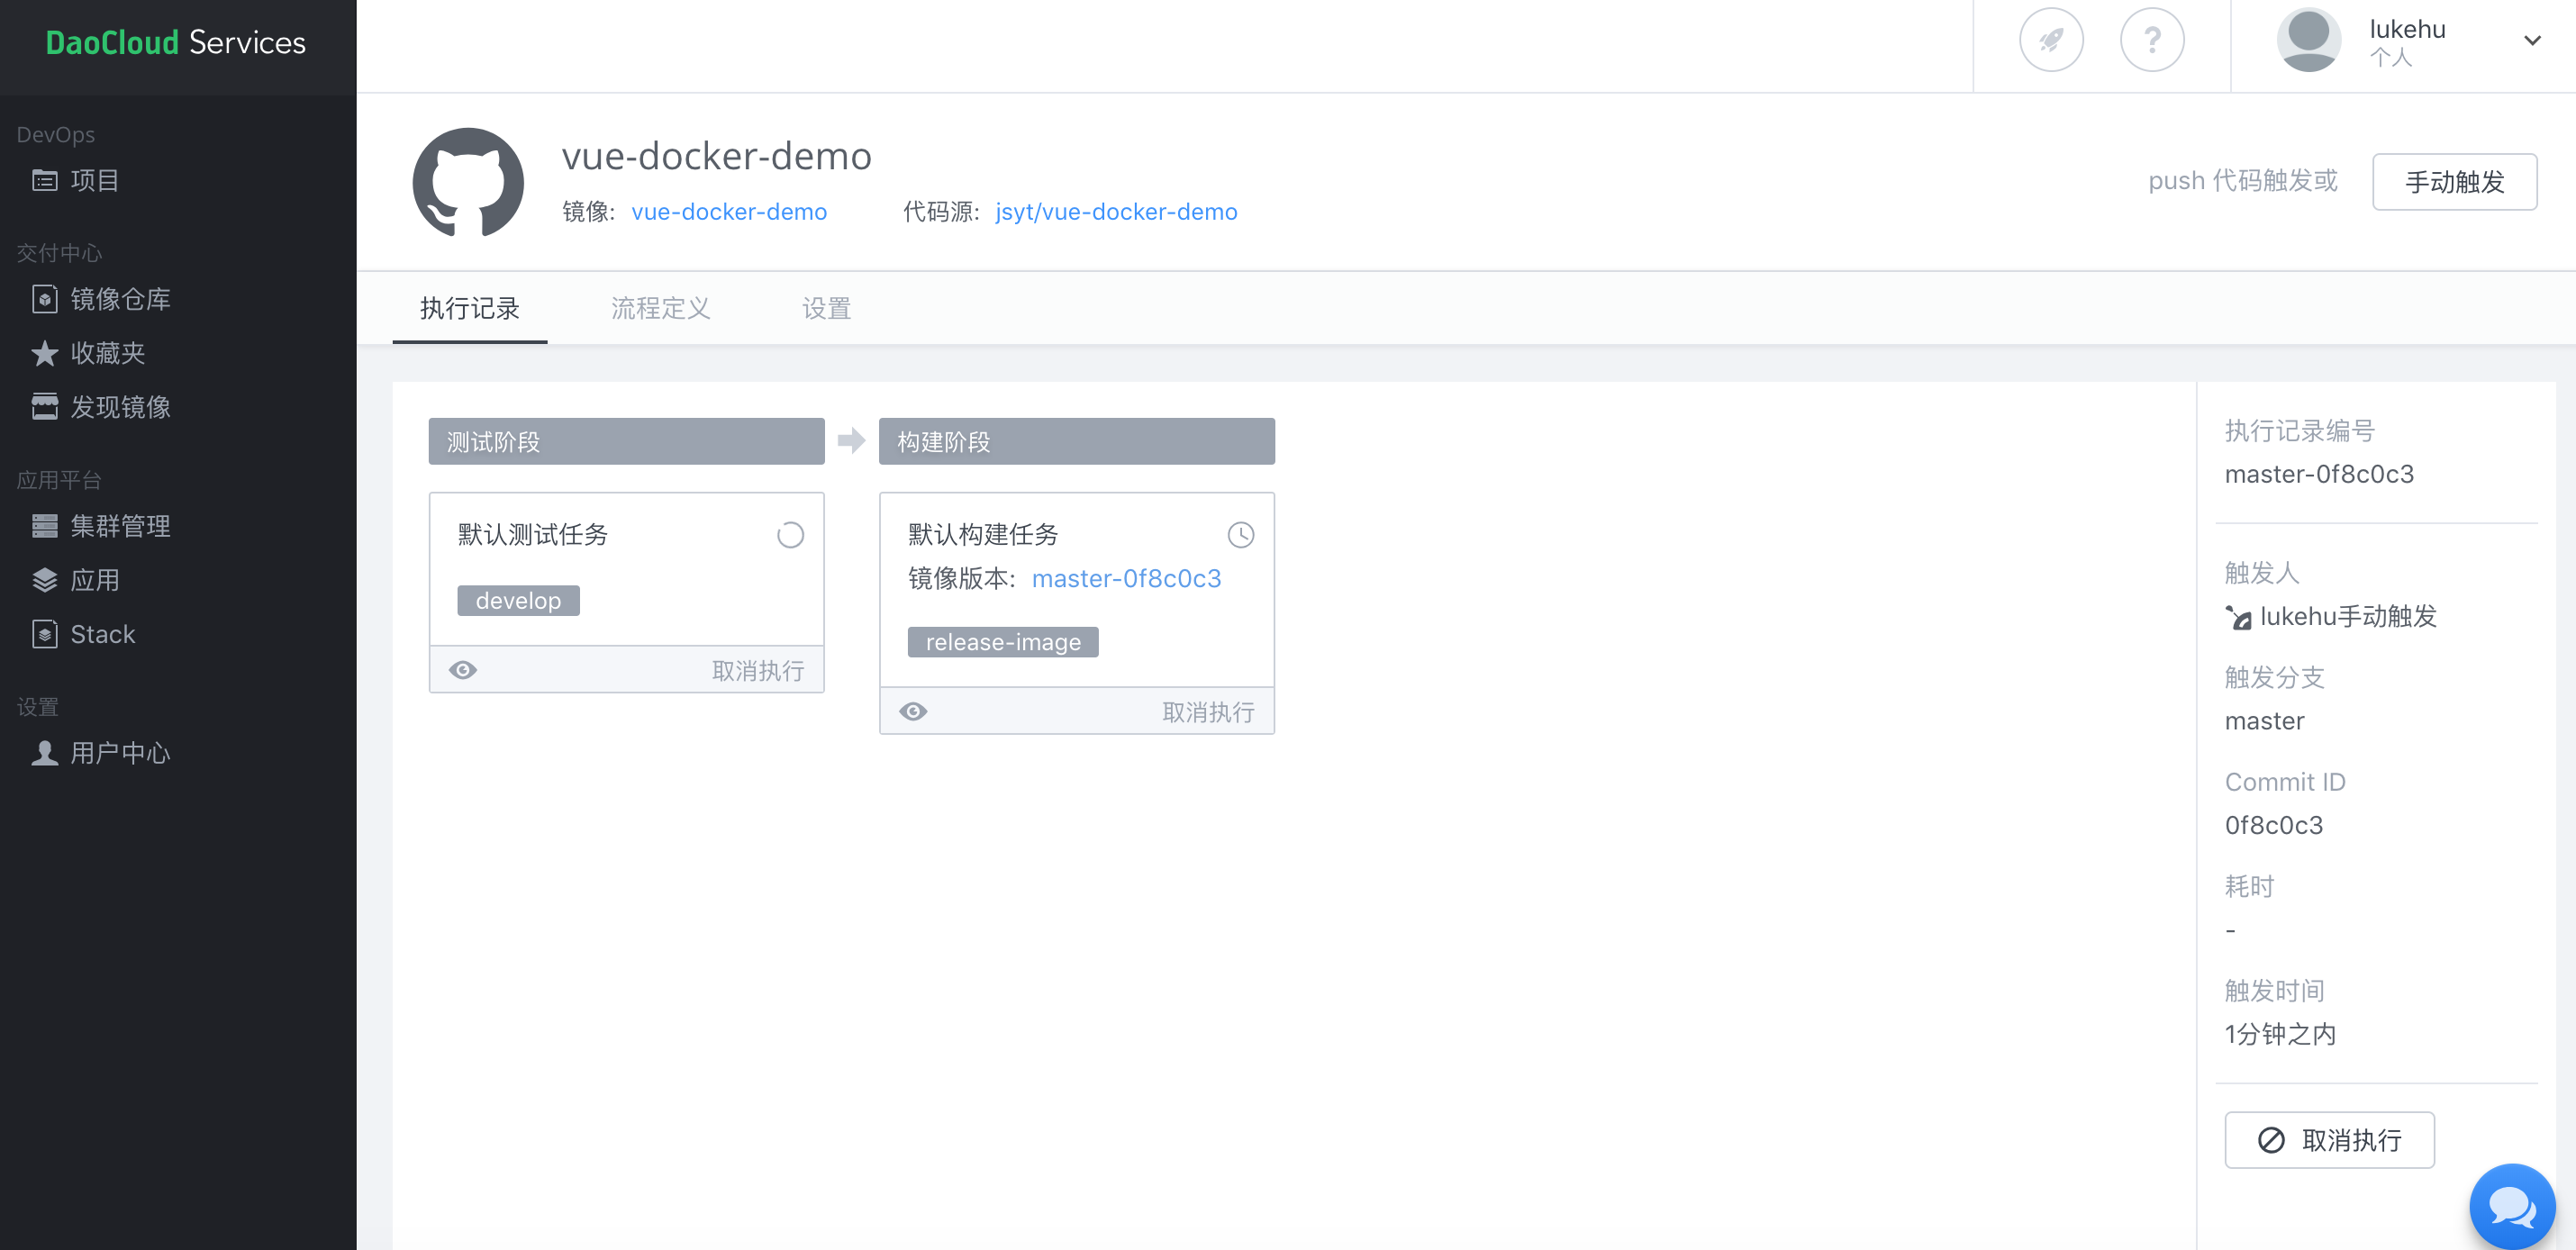 DaoCloud Services
DevOps
项目
交付中心
镜像仓库
收藏夹
发现镜像
应用平台
集群管理
应用
Stack
设置
用户中心
?
lukehu
个人
vue-docker-demo
镜像: vue-docker-demo 代码源: jsyt/vue-docker-demo
push 代码触发或 手动触发
执行记录 流程定义 设置
测试阶段
默认测试任务
develop
取消执行
构建阶段
默认构建任务
镜像版本: master-0f8c0c3
release-image
取消执行
执行记录编号
master-0f8c0c3
触发人
lukehu手动触发
触发分支
master
Commit ID
0f8c0c3
耗时
-
触发时间
1分钟之内
取消执行